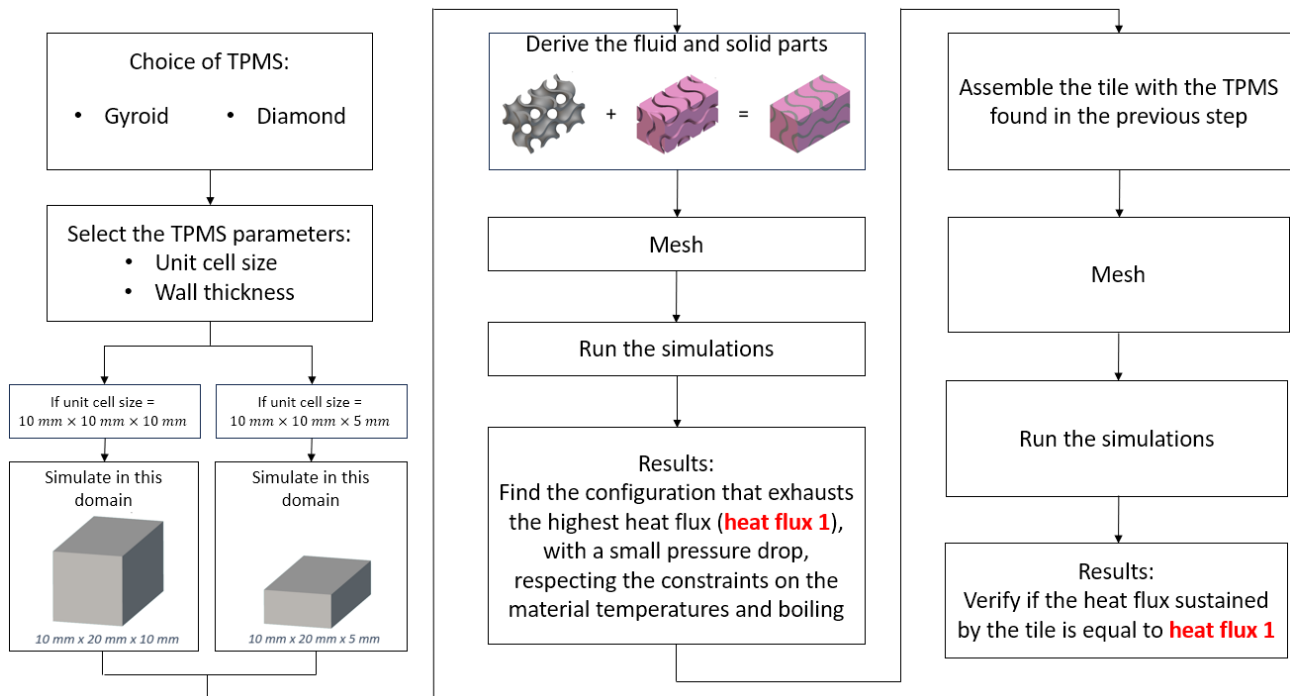 Choice of TPMS:
• Gyroid • Diamond
Select the TPMS parameters:
• Unit cell size
• Wall thickness
If unit cell size =
10 mm × 10 mm × 10 mm
If unit cell size =
10 mm × 10 mm × 5 mm
Simulate in this
domain
10 mm x 20 mm x 10 mm
Simulate in this
domain
10 mm x 20 mm x 5 mm
Derive the fluid and solid parts
+ =
Mesh
Run the simulations
Results:
Find the configuration that exhausts
the highest heat flux (heat flux 1),
with a small pressure drop,
respecting the constraints on the
material temperatures and boiling
Assemble the tile with the TPMS
found in the previous step
Mesh
Run the simulations
Results:
Verify if the heat flux sustained
by the tile is equal to heat flux 1